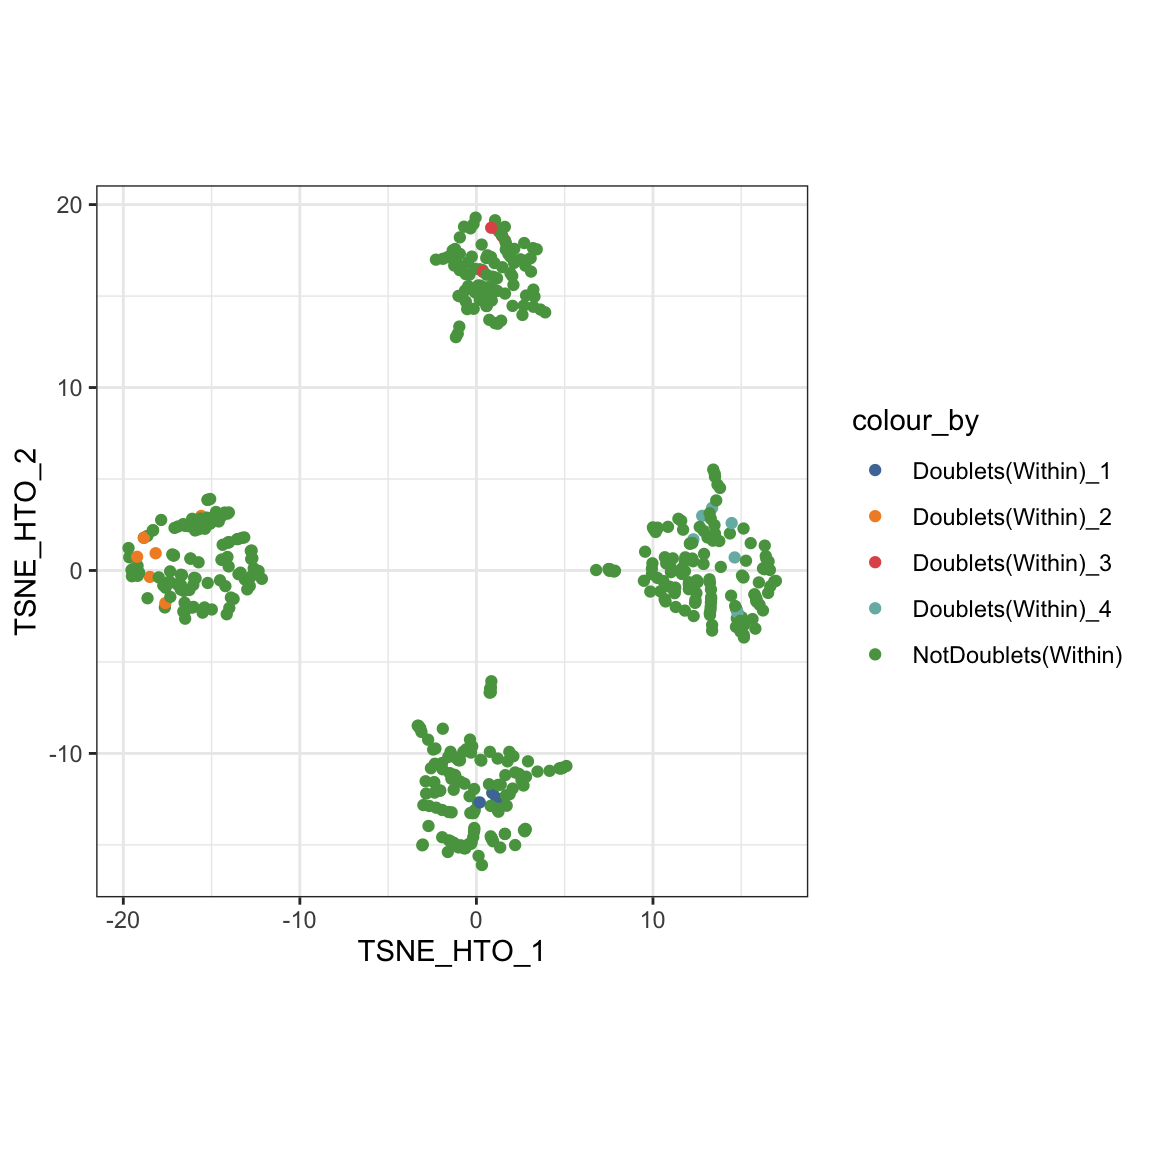 20
10
0
-10
TSNE_HTO_2
-20
-10
0
10
TSNE_HTO_1
colour_by
Doublets(Within)_1
Doublets(Within)_2
Doublets(Within)_3
Doublets(Within)_4
NotDoublets(Within)